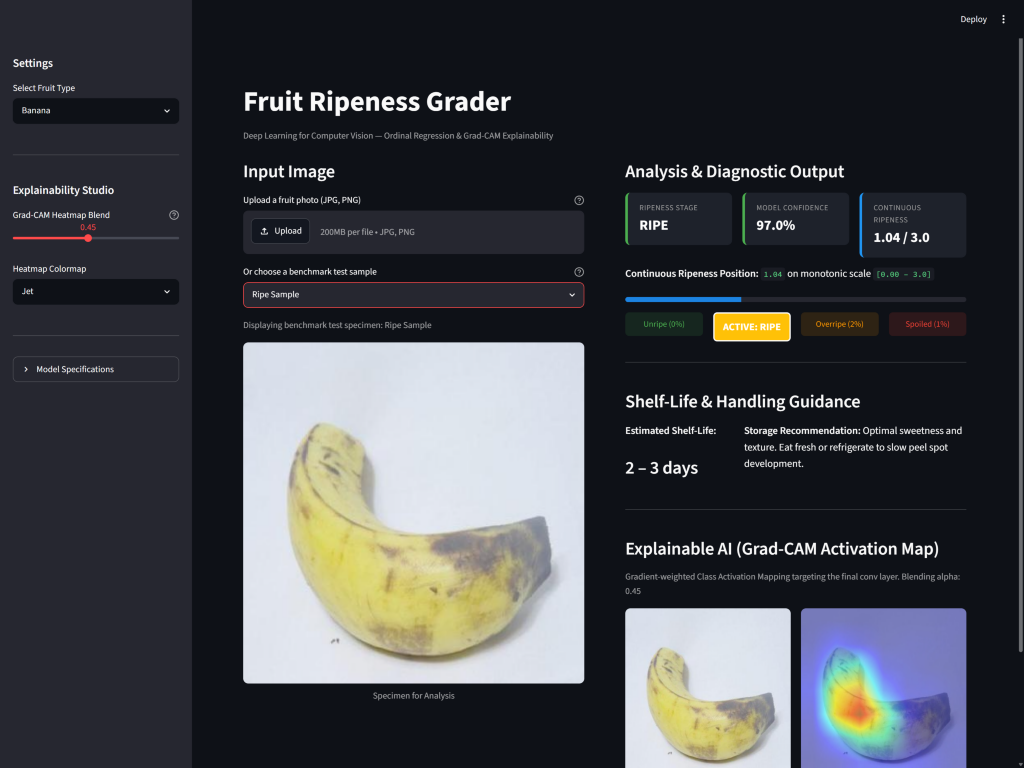 Deploy
Settings
Select Fruit Type
Banana
Explainability Studio
Grad-CAM Heatmap Blend
0.45
Heatmap Colormap
Jet
Model Specifications
Fruit Ripeness Grader
Deep Learning for Computer Vision — Ordinal Regression & Grad-CAM Explainability
Input Image
Upload a fruit photo (JPG, PNG)
Upload
200MB per file • JPG, PNG
Or choose a benchmark test sample
Ripe Sample
Displaying benchmark test specimen: Ripe Sample
Specimen for Analysis
Analysis & Diagnostic Output
RIPENESS STAGE
RIPE
MODEL CONFIDENCE
97.0%
CONTINUOUS
RIPENESS
1.04 / 3.0
Continuous Ripeness Position: 1.04 on monotonic scale [0.00 – 3.0]
Unripe (0%)
ACTIVE: RIPE
Overripe (2%)
Spoiled (1%)
Shelf-Life & Handling Guidance
Estimated Shelf-Life:
2 – 3 days
Storage Recommendation: Optimal sweetness and
texture. Eat fresh or refrigerate to slow peel spot
development.
Explainable AI (Grad-CAM Activation Map)
Gradient-weighted Class Activation Mapping targeting the final conv layer. Blending alpha:
0.45